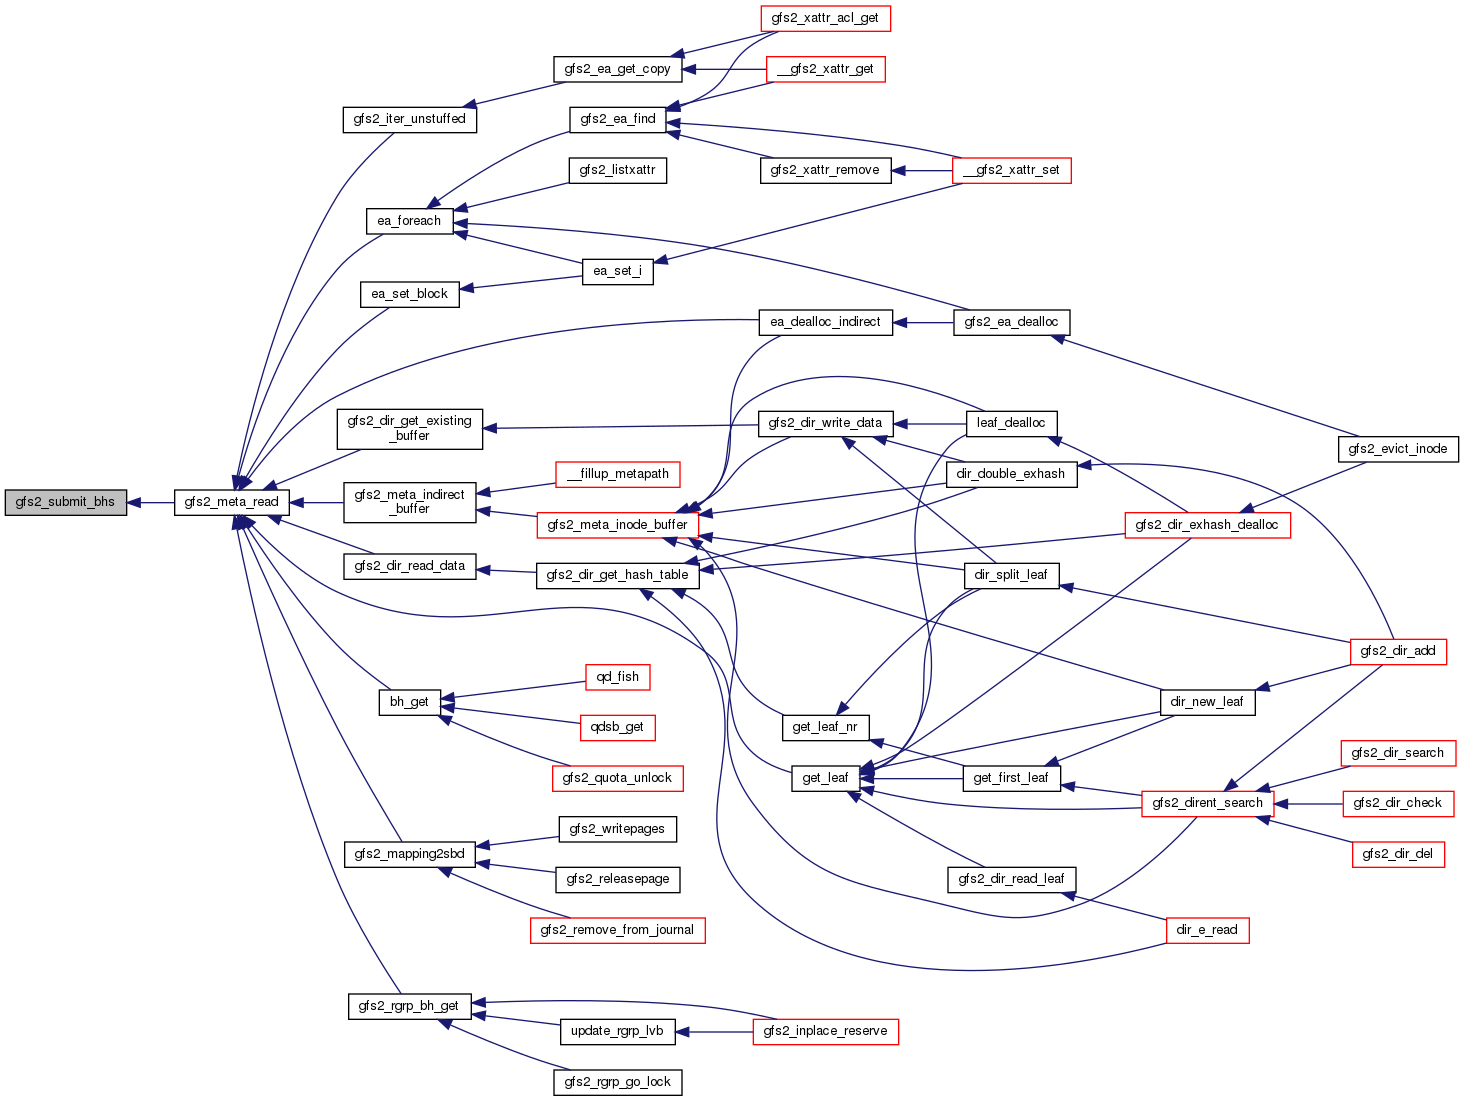 gfs2_xattr_acl_get
gfs2_ea_get_copy
__gfs2_xattr_get
gfs2_iter_unstuffed
gfs2_ea_find
gfs2_listxattr
gfs2_xattr_remove
__gfs2_xattr_set
ea_foreach
ea_set_i
ea_set_block
ea_dealloc_indirect
gfs2_ea_dealloc
gfs2_dir_get_existing
_buffer
gfs2_dir_write_data
leaf_dealloc
gfs2_evict_inode
__fillup_metapath
dir_double_exhash
gfs2_submit_bhs
gfs2_meta_read
gfs2_meta_indirect
_buffer
gfs2_meta_inode_buffer
gfs2_dir_exhash_dealloc
gfs2_dir_read_data
gfs2_dir_get_hash_table
dir_split_leaf
gfs2_dir_add
qd_fish
bh_get
dir_new_leaf
qdsb_get
get_leaf_nr
gfs2_dir_search
gfs2_quota_unlock
get_leaf
get_first_leaf
gfs2_dirent_search
gfs2_dir_check
gfs2_writepages
gfs2_mapping2sbd
gfs2_dir_del
gfs2_releasepage
gfs2_dir_read_leaf
gfs2_remove_from_journal
dir_e_read
gfs2_rgrp_bh_get
update_rgrp_lvb
gfs2_inplace_reserve
gfs2_rgrp_go_lock